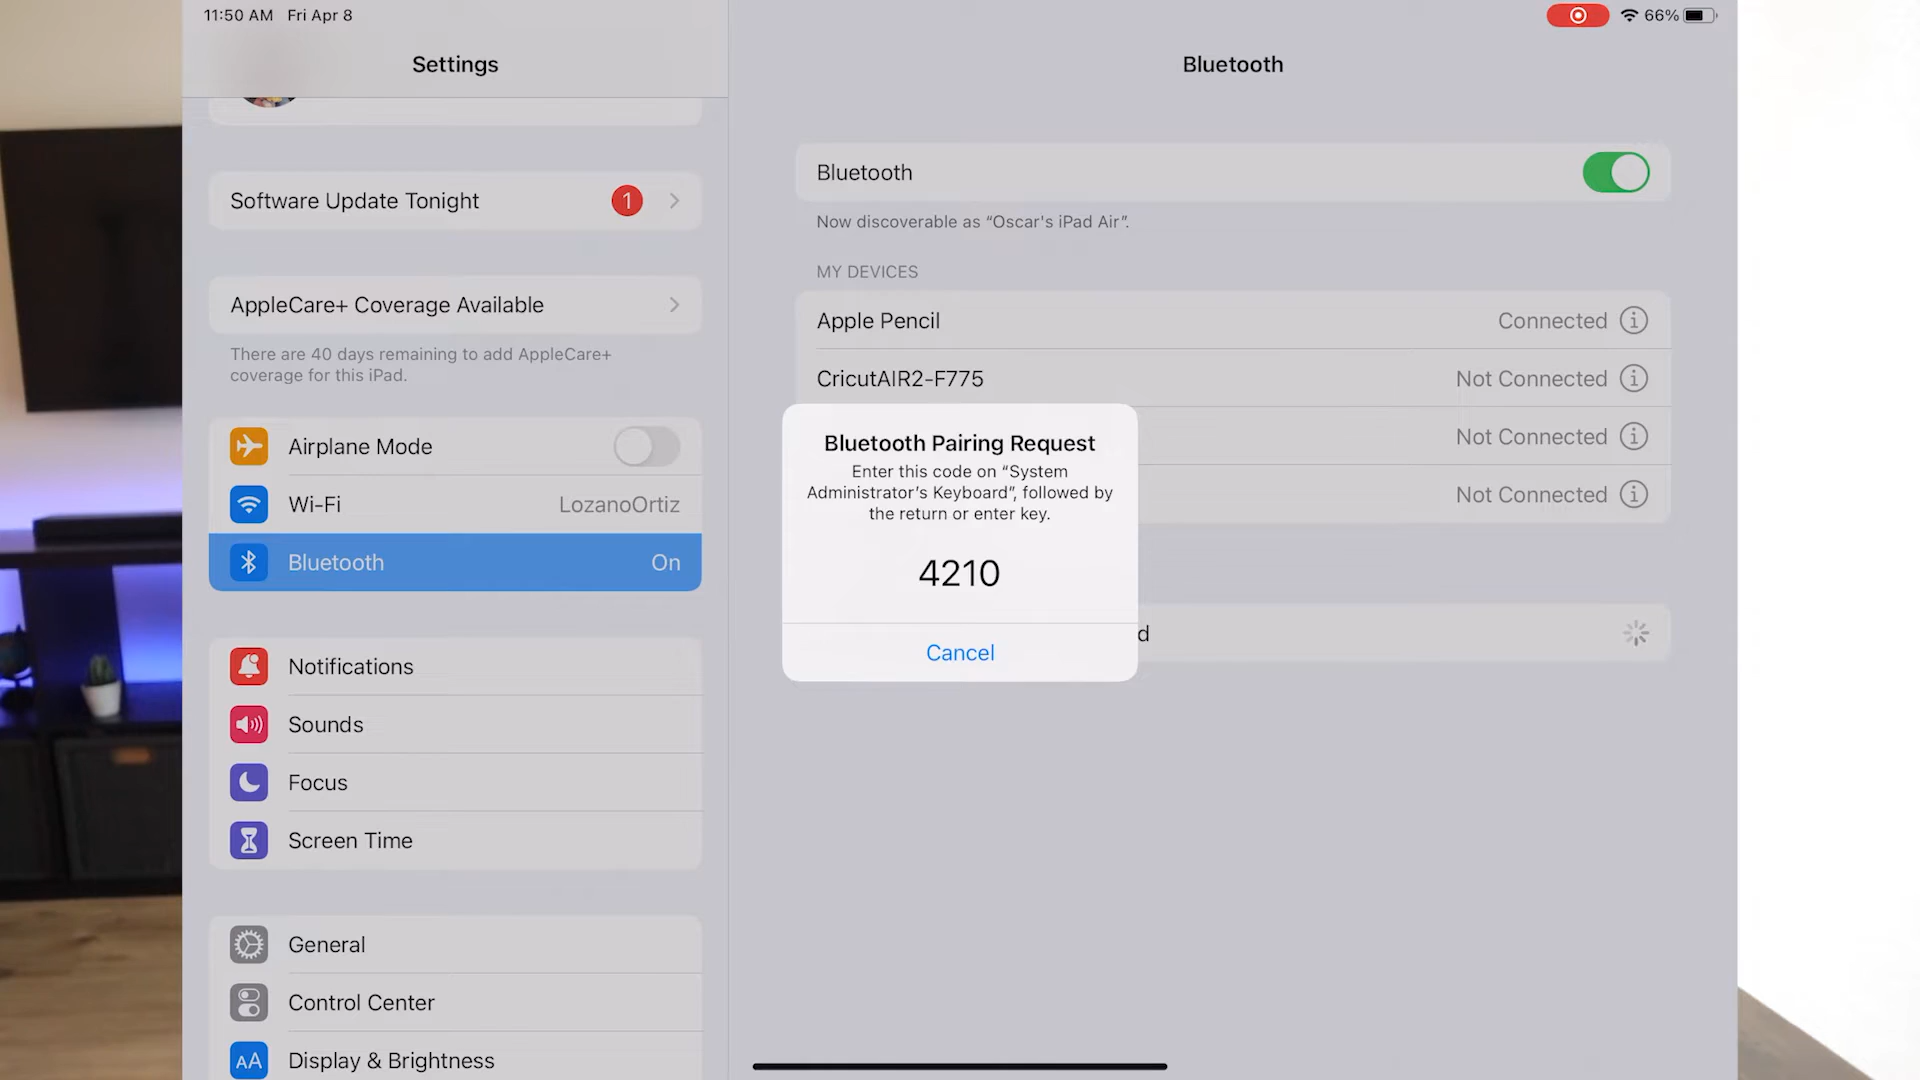 11:50 AM Fri Apr 8
66%
Settings
Software Update Tonight 1
AppleCare+ Coverage Available
There are 40 days remaining to add AppleCare+
coverage for this iPad.
Airplane Mode
Wi-Fi LozanoOrtiz
Bluetooth On
Notifications
Sounds
Focus
Screen Time
General
Control Center
AA Display & Brightness
Bluetooth
Bluetooth
Now discoverable as “Oscar's iPad Air”.
MY DEVICES
Apple Pencil Connected
CricutAIR2-F775 Not Connected
Not Connected
Not Connected
d
Bluetooth Pairing Request
Enter this code on “System
Administrator’s Keyboard”, followed by
the return or enter key.
4210
Cancel